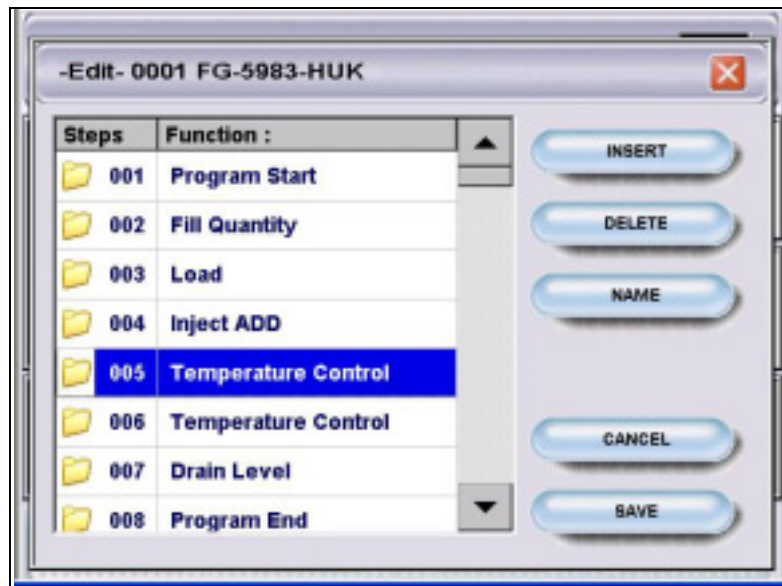 -Edit- 0001 FG-5983-HUK
Steps Function :
001 Program Start
002 Fill Quantity
003 Load
004 Inject ADD
005 Temperature Control
006 Temperature Control
007 Drain Level
008 Program End
INSERT
DELETE
NAME
CANCEL
SAVE